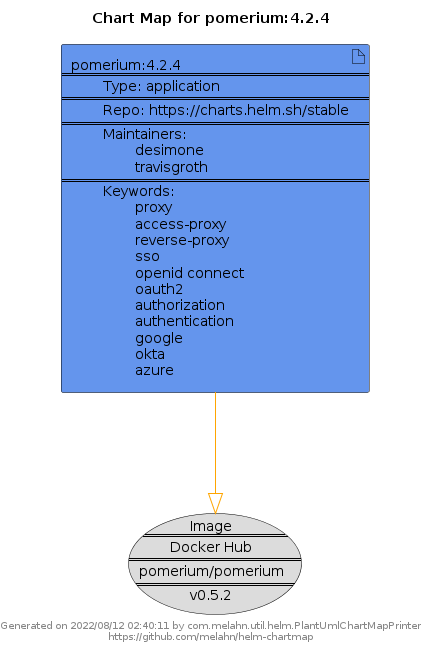 Chart Map for pomerium:4.2.4
pomerium:4.2.4
Type: application
Repo: https://charts.helm.sh/stable
Maintainers:
desimone
travisgroth
Keywords:
proxy
access-proxy
reverse-proxy
sso
openid connect
oauth2
authorization
authentication
google
okta
azure
Image
Docker Hub
pomerium/pomerium
v0.5.2
Generated on 2022/08/12 02:40:11 by com.melahn.util.helm.PlantUmlChartMapPrinter
https://github.com/melahn/helm-chartmap